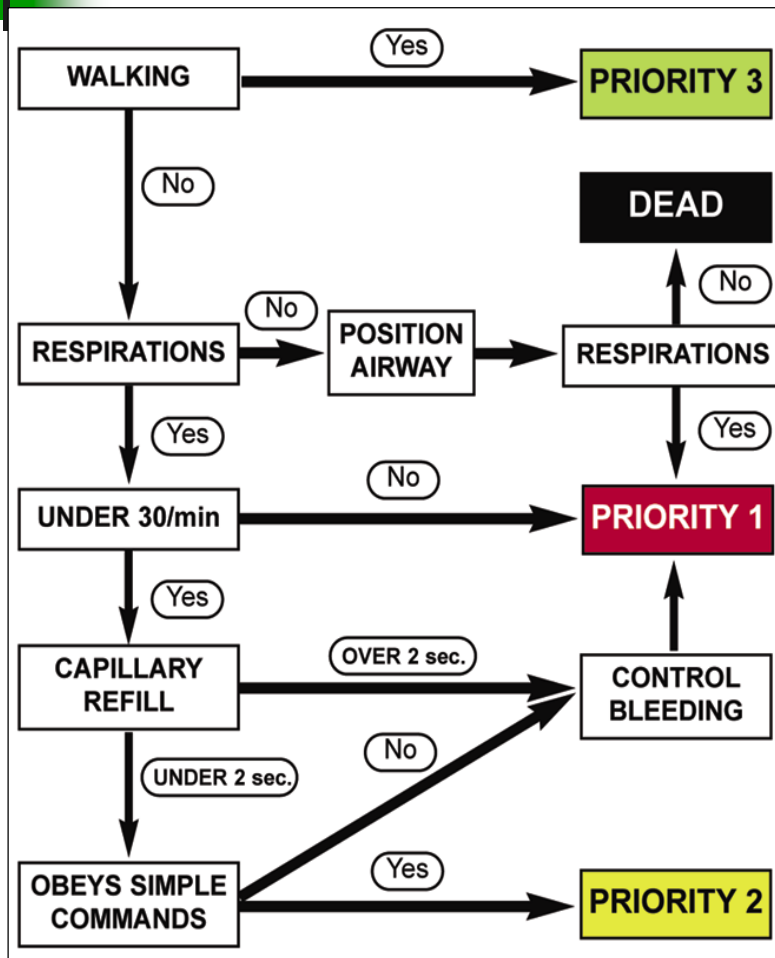 Yes
WALKING
PRIORITY 3
No
DEAD
No
No
RESPIRATIONS
POSITION
AIRWAY
RESPIRATIONS
Yes
Yes
No
UNDER 30/min
PRIORITY 1
Yes
OVER 2 sec.
CAPILLARY
REFILL
CONTROL
BLEEDING
No
UNDER 2 sec.
Yes
OBEYS SIMPLE
COMMANDS
PRIORITY 2